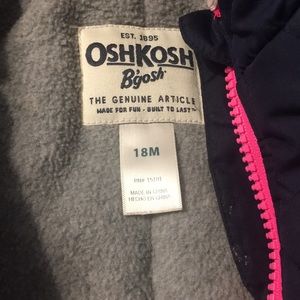 EST. 1895
OSHKOSH
B'gosh
THE GENUINE ARTICLE
MADE FOR FUN · BUILT TO LAST™
18M
MADE IN CHINA
HECHO EN CHINA